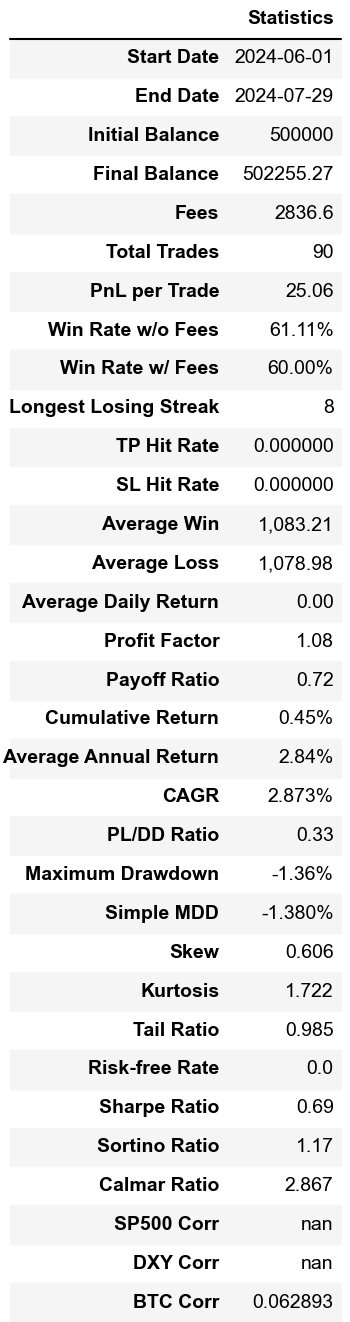 Statistics
Start Date 2024-06-01
End Date 2024-07-29
Initial Balance 500000
Final Balance 502255.27
Fees 2836.6
Total Trades 90
PnL per Trade 25.06
Win Rate w/o Fees 61.11%
Win Rate w/ Fees 60.00%
Longest Losing Streak 8
TP Hit Rate 0.000000
SL Hit Rate 0.000000
Average Win 1,083.21
Average Loss 1,078.98
Average Daily Return 0.00
Profit Factor 1.08
Payoff Ratio 0.72
Cumulative Return 0.45%
Average Annual Return 2.84%
CAGR 2.873%
PL/DD Ratio 0.33
Maximum Drawdown -1.36%
Simple MDD -1.380%
Skew 0.606
Kurtosis 1.722
Tail Ratio 0.985
Risk-free Rate 0.0
Sharpe Ratio 0.69
Sortino Ratio 1.17
Calmar Ratio 2.867
SP500 Corr nan
DXY Corr nan
BTC Corr 0.062893